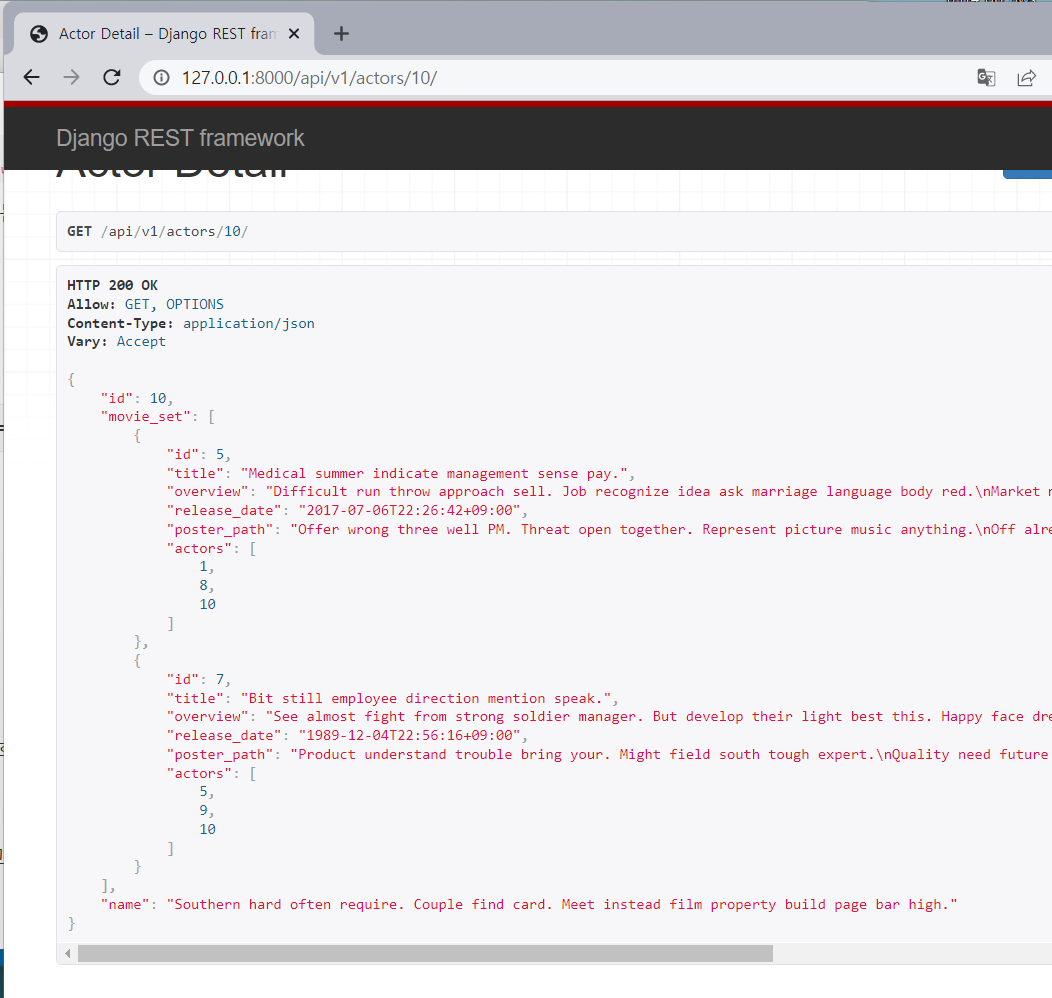 Actor Detail – Django REST fram
127.0.0.1:8000/api/v1/actors/10/
Django REST framework
Actor Detail
GET /api/v1/actors/10/
HTTP 200 OK
Allow: GET, OPTIONS
Content-Type: application/json
Vary: Accept
{
"id": 10,
"movie_set": [
{
"id": 5,
"title": "Medical summer indicate management sense pay.",
"overview": "Difficult run throw approach sell. Job recognize idea ask marriage language body red.\nMarket
"release_date": "2017-07-06T22:26:42+09:00",
"poster_path": "Offer wrong three well PM. Threat open together. Represent picture music anything.\nOff
"actors": [
1,
8,
10
]
},
{
"id": 7,
"title": "Bit still employee direction mention speak.",
"overview": "See almost fight from strong soldier manager. But develop their light best this. Happy face
"release_date": "1989-12-04T22:56:16+09:00",
"poster_path": "Product understand trouble bring your. Might field south tough expert.\nQuality need future
"actors": [
5,
9,
10
]
}
],
"name": "Southern hard often require. Couple find card. Meet instead film property build page bar high."
}